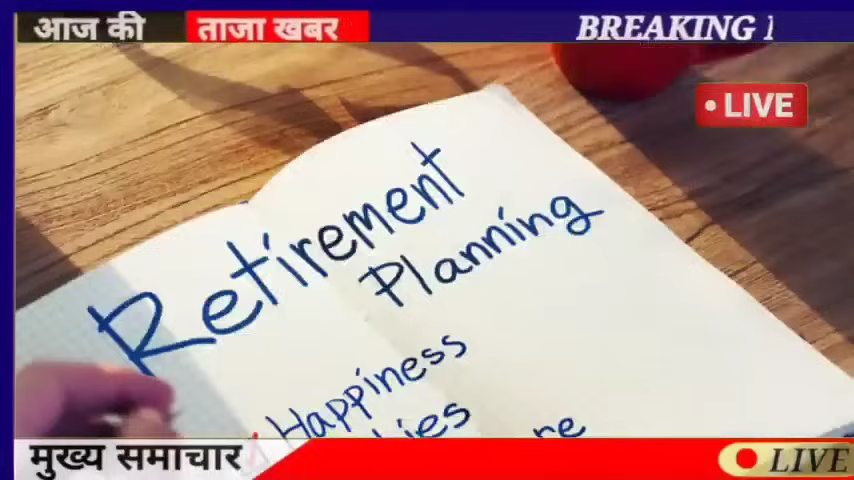 आज की ताजा खबर
BREAKING
• LIVE
Retirement
Planning
Happiness
मुख्य समाचार
LIVE